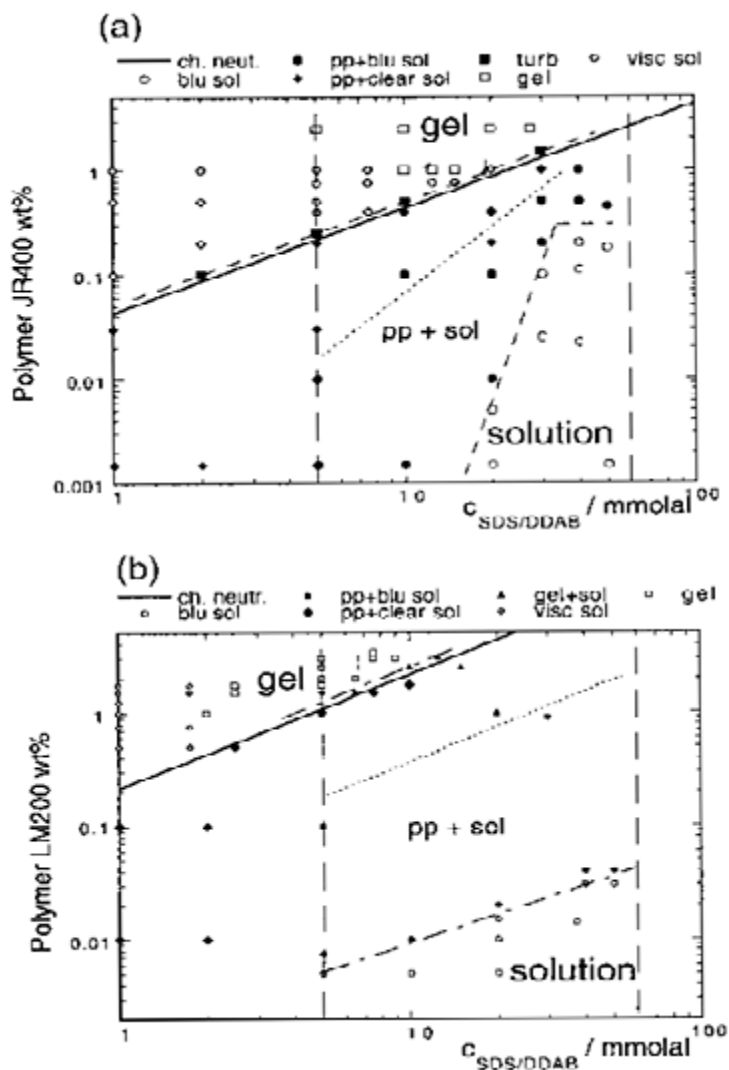 (a)
ch. neut. pp+blu sol turb visc sol
blu sol pp+clear sol gel
gel
1
0.1
pp + sol
0.01
solution
0.001
1 10 100
Polymer JR400 wt%
c SDS/DDAB / mmolal
(b)
ch. neutr. pp+blu sol gel+sol gel
blu sol pp+clear sol visc sol
gel
1
0.1
pp + sol
0.01
solution
1 10 100
Polymer LM200 wt%
c SDS/DDAB / mmolal